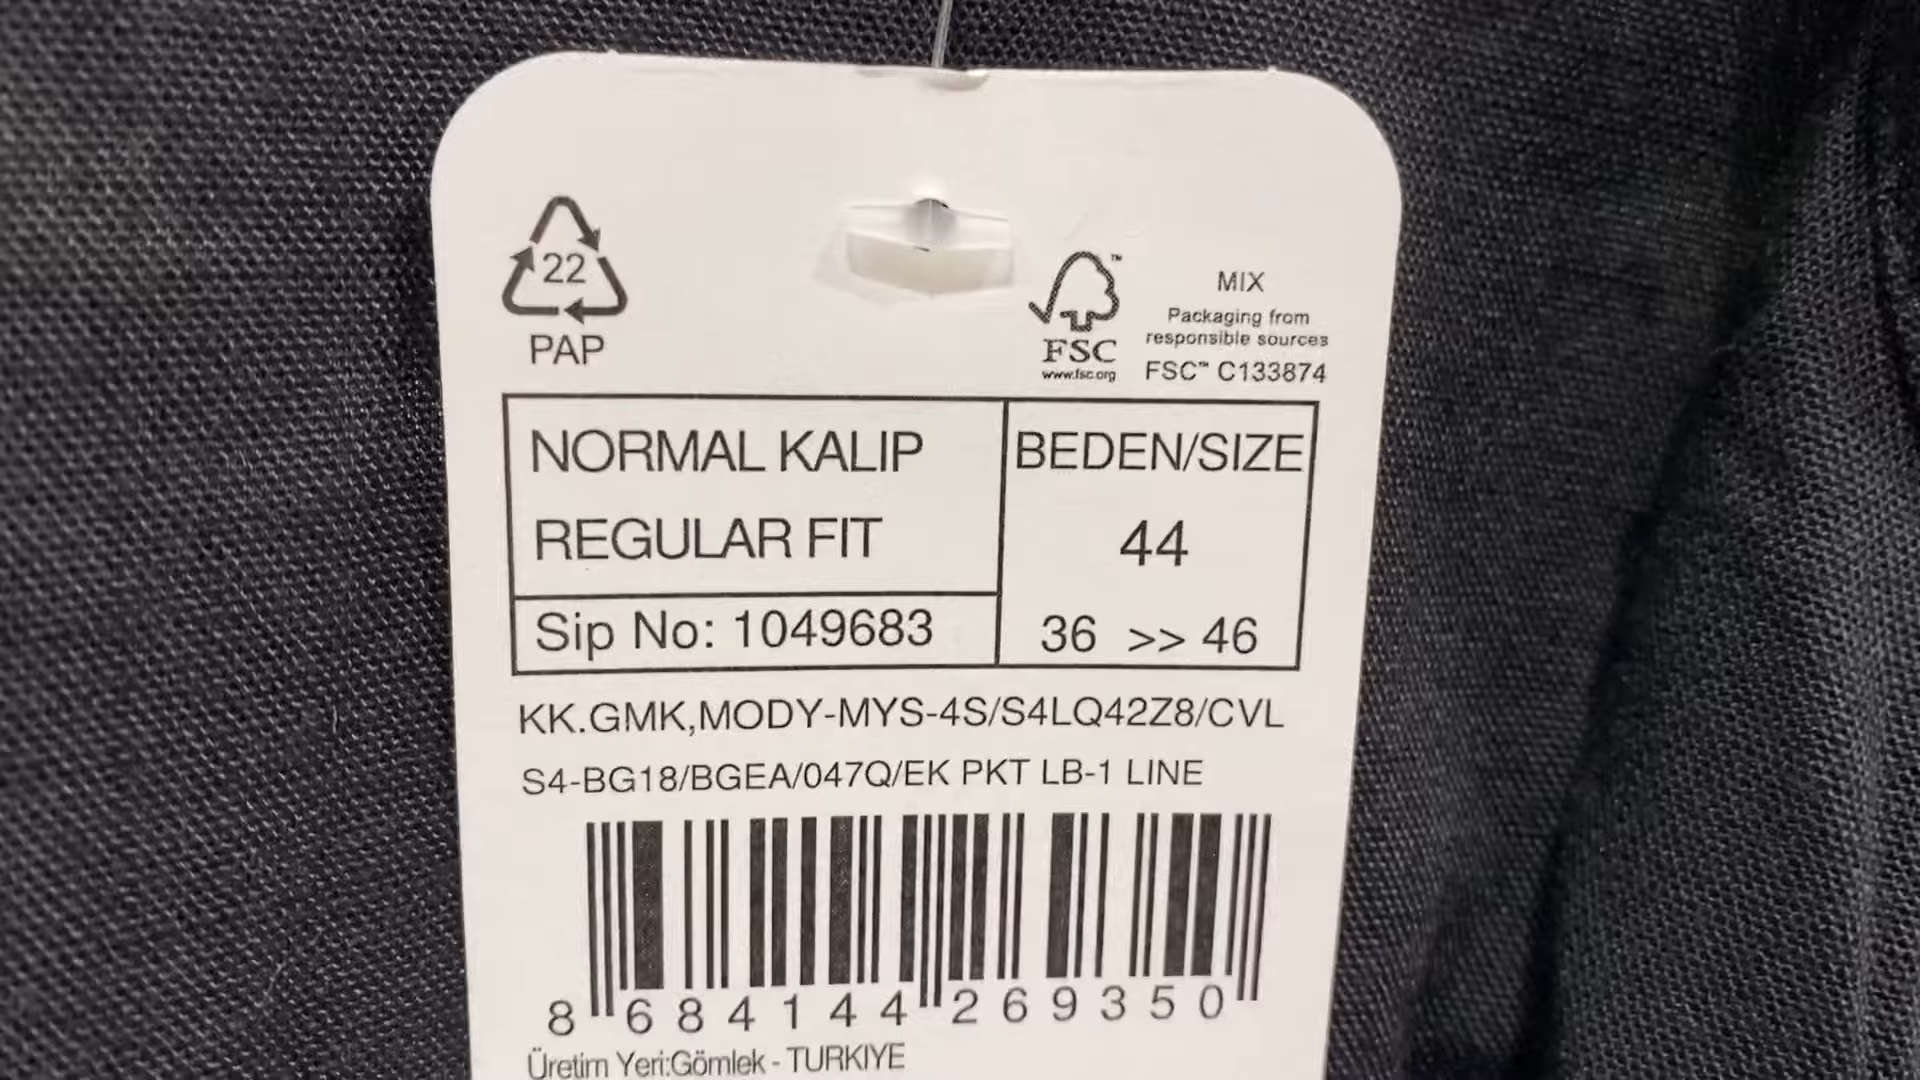 22
PAP
FSC™
www.fsc.org
MIX
Packaging from
responsible sources
FSC™ C133874
NORMAL KALIP
REGULAR FIT
Sip No: 1049683
BEDEN/SIZE
44
36 >> 46
KK.GMK,MODY-MYS-4S/S4LQ42Z8/CVL
S4-BG18/BGEA/047Q/EK PKT LB-1 LINE
8 684144 269350
Üretim Yeri:Gömlek - TURKIYE